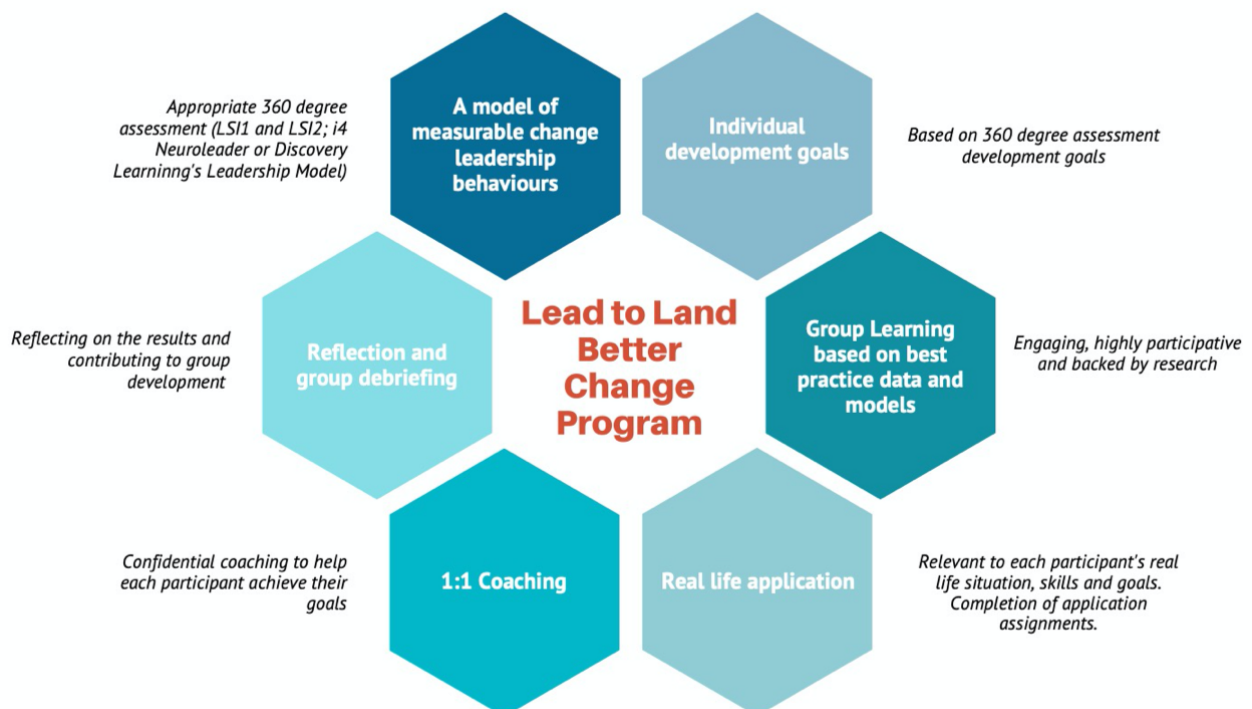 Appropriate 360 degree
assessment (LSI1 and LSI2; i4
Neuroleader or Discovery
Learninng's Leadership Model)
A model of
measurable change
leadership
behaviours
Individual
development goals
Based on 360 degree assessment
development goals
Reflecting on the results and
contributing to group
development
Reflection and
group debriefing
Lead to Land
Better
Change
Program
Group Learning
based on best
practice data and
models
Engaging, highly participative
and backed by research
Confidential coaching to help
each participant achieve their
goals
1:1 Coaching
Real life application
Relevant to each participant's real
life situation, skills and goals.
Completion of application
assignments.